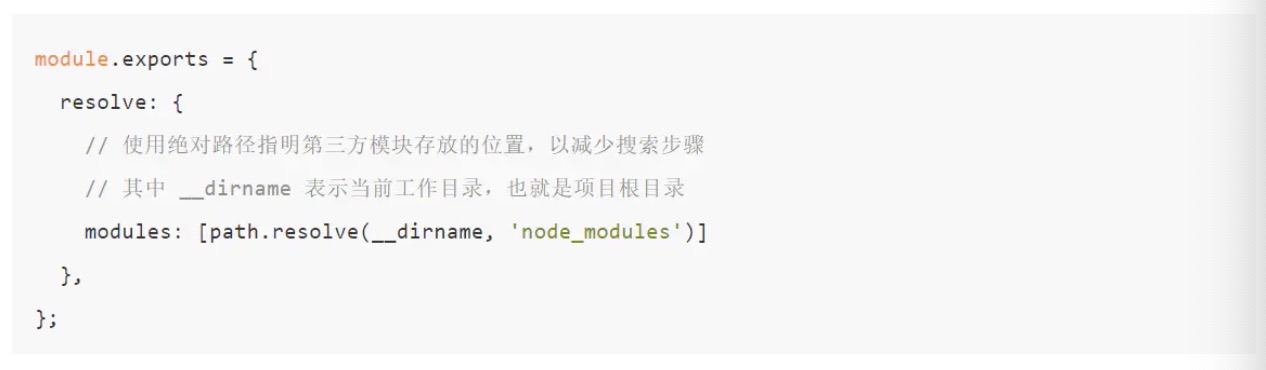 module.exports = {
  resolve: {
    // 使用绝对路径指明第三方模块存放的位置，以减少搜索步骤
    // 其中 __dirname 表示当前工作目录，也就是项目根目录
    modules: [path.resolve(__dirname, 'node_modules')]
  },
};